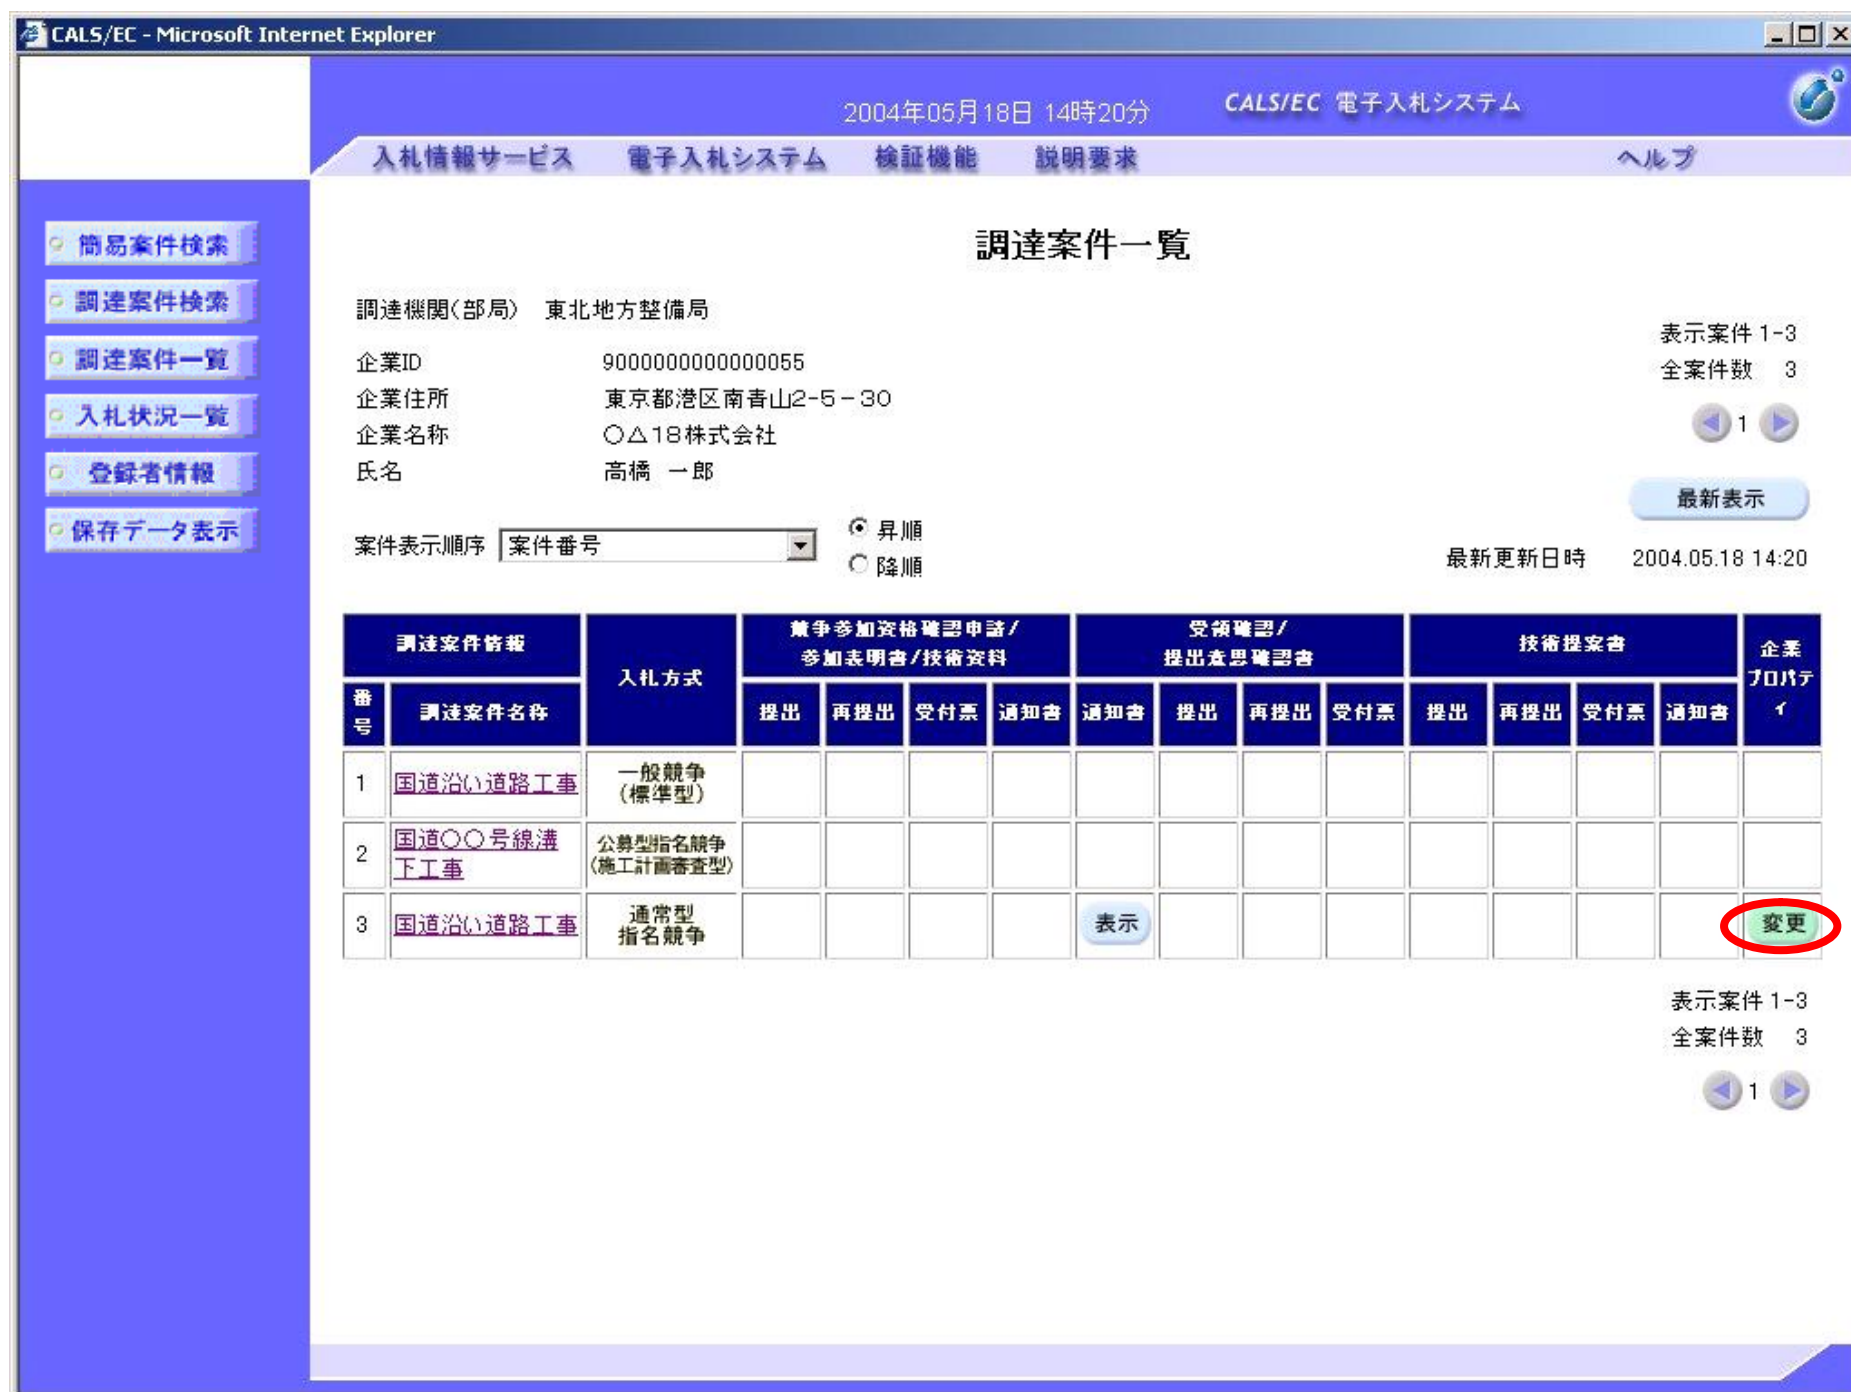 CALS/EC - Microsoft Internet Explorer
2004年05月18日 14時20分
CALS/EC 電子入札システム
入札情報サービス 電子入札システム 検証機能 説明要求 ヘルプ
簡易案件検索
調達案件検索
調達案件一覧
入札状況一覧
登録者情報
保存データ表示
調達案件一覧
調達機関(部局) 東北地方整備局
企業ID 9000000000000055
企業住所 東京都港区南青山2-5-30
企業名称 〇△18株式会社
氏名 高橋 一郎
表示案件 1-3
全案件数 3
1
最新表示
案件表示順序 案件番号
昇順
降順
最新更新日時 2004.05.18 14:20
調達案件情報 入札方式 競争参加資格確認申請/ 受領確認/ 技術提案書 企業
参加表明書/技術資料 提出意思確認書 プロパティ
番号 調達案件名称 提出 再提出 受付票 通知書 通知書 提出 再提出 受付票 提出 再提出 受付票 通知書
1 国道沿い道路工事 一般競争
(標準型)
2 国道〇〇号線溝 公募型指名競争
下工事 (施工計画審査型)
3 国道沿い道路工事 通常型 表示 変更
指名競争
表示案件 1-3
全案件数 3
1